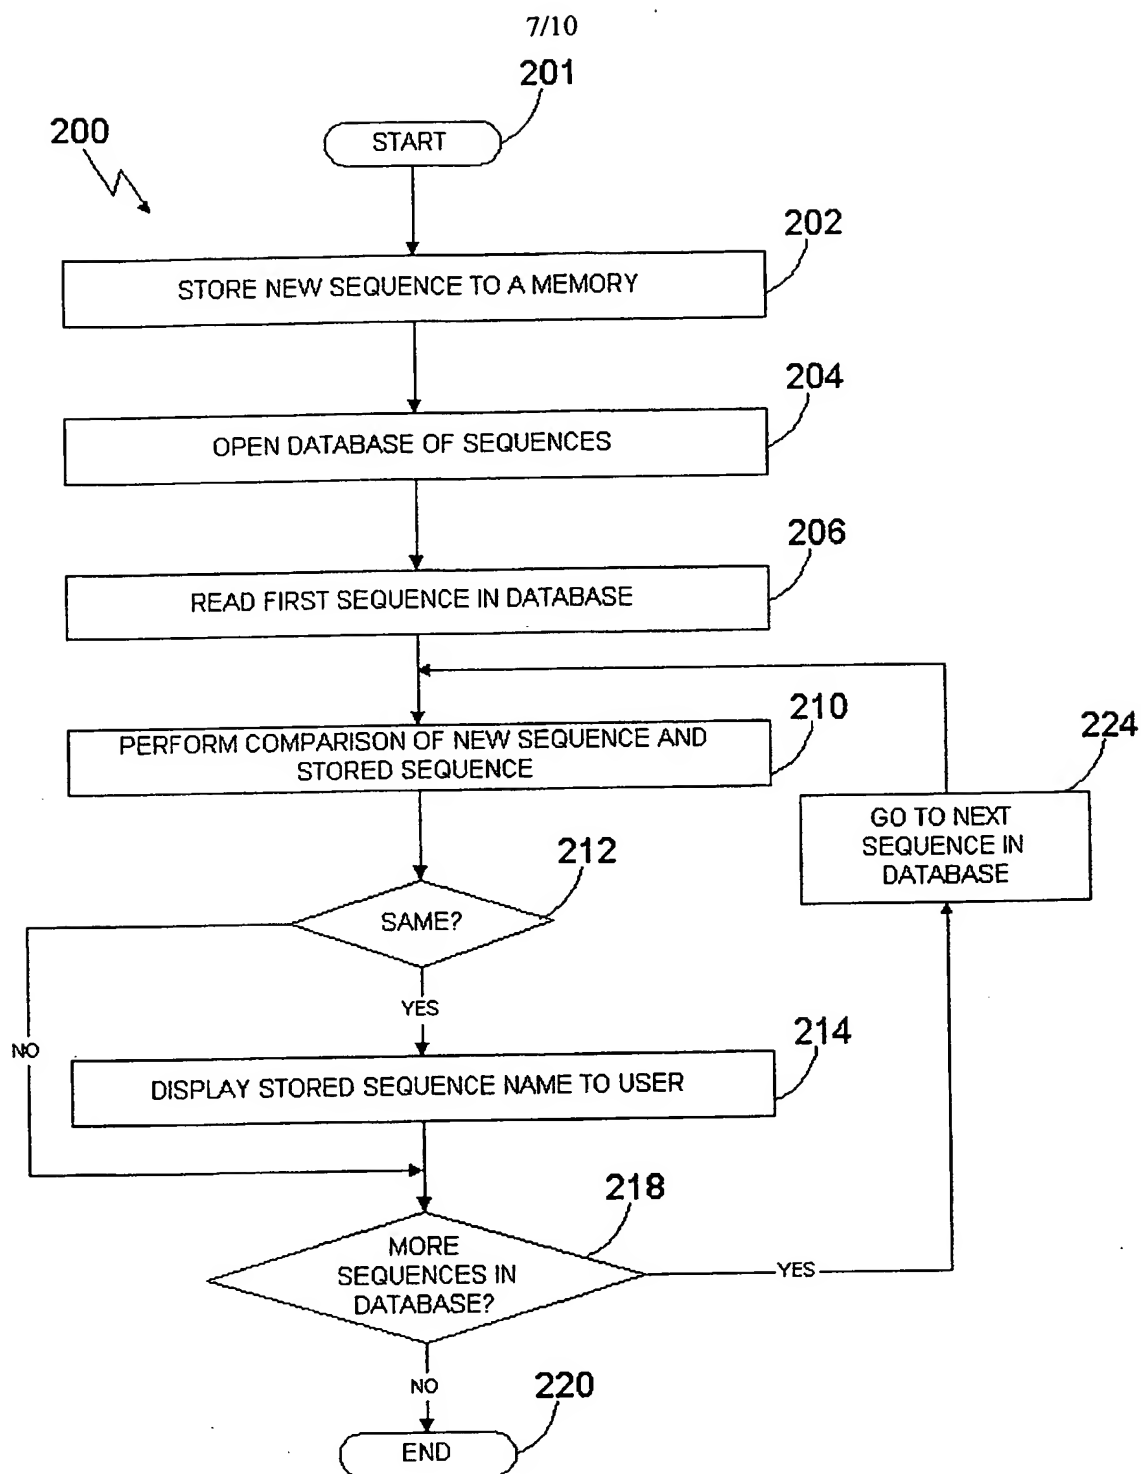 7/10
201
200
START
202
STORE NEW SEQUENCE TO A MEMORY
204
OPEN DATABASE OF SEQUENCES
206
READ FIRST SEQUENCE IN DATABASE
210
PERFORM COMPARISON OF NEW SEQUENCE AND
STORED SEQUENCE
224
GO TO NEXT
SEQUENCE IN
DATABASE
212
SAME?
YES
NO
214
DISPLAY STORED SEQUENCE NAME TO USER
218
MORE
SEQUENCES IN
DATABASE?
YES
NO
220
END